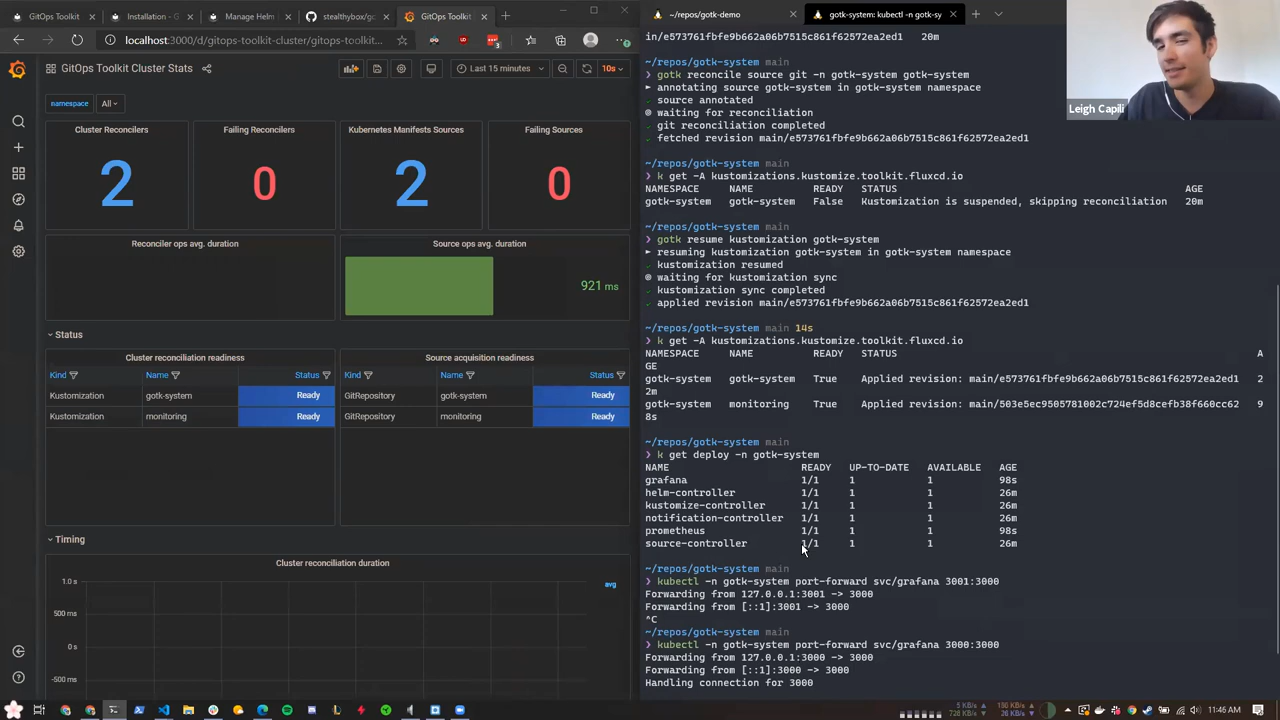 GitOps Toolkit
Installation - G
Manage Helm
stealthybox/go
GitOps Toolkit
localhost:3000/d/gitops-toolkit-cluster/gitops-toolkit...
3
GitOps Toolkit Cluster Stats
Last 15 minutes
10s
namespace
All
Cluster Reconcilers
Failing Reconcilers
Kubernetes Manifests Sources
Failing Sources
2
0
2
0
Reconciler ops avg. duration
Source ops avg. duration
921 ms
Status
Cluster reconciliation readiness
Source acquisition readiness
Kind Name Status
Kind Name Status
Kustomization gotk-system Ready
GitRepository gotk-system Ready
Kustomization monitoring Ready
GitRepository monitoring Ready
Timing
Cluster reconciliation duration
1.0 s
avg
500 ms
0 s
-500 ms
~/repos/gotk-demo
gotk-system: kubectl -n gotk-sy
in/e573761fbfe9b662a06b7515c861f62572ea2ed1 20m
~/repos/gotk-system main
❯ gotk reconcile source git -n gotk-system gotk-system
► annotating source gotk-system in gotk-system namespace
✔ source annotated
◎ waiting for reconciliation
✔ git reconciliation completed
✔ fetched revision main/e573761fbfe9b662a06b7515c861f62572ea2ed1
~/repos/gotk-system main
❯ k get -A kustomizations.kustomize.toolkit.fluxcd.io
NAMESPACE NAME READY STATUS AGE
gotk-system gotk-system False Kustomization is suspended, skipping reconciliation 20m
~/repos/gotk-system main
❯ gotk resume kustomization gotk-system
► resuming kustomization gotk-system in gotk-system namespace
✔ kustomization resumed
◎ waiting for kustomization sync
✔ kustomization sync completed
✔ applied revision main/e573761fbfe9b662a06b7515c861f62572ea2ed1
~/repos/gotk-system main 14s
❯ k get -A kustomizations.kustomize.toolkit.fluxcd.io
NAMESPACE NAME READY STATUS A
GE
gotk-system gotk-system True Applied revision: main/e573761fbfe9b662a06b7515c861f62572ea2ed1 2
2m
gotk-system monitoring True Applied revision: main/503e5ec9505781002c724ef5d8cefb38f660cc62 9
8s
~/repos/gotk-system main
❯ k get deploy -n gotk-system
NAME READY UP-TO-DATE AVAILABLE AGE
grafana 1/1 1 1 98s
helm-controller 1/1 1 1 26m
kustomize-controller 1/1 1 1 26m
notification-controller 1/1 1 1 26m
prometheus 1/1 1 1 98s
source-controller 1/1 1 1 26m
~/repos/gotk-system main
❯ kubectl -n gotk-system port-forward svc/grafana 3001:3000
Forwarding from 127.0.0.1:3001 -> 3000
Forwarding from [::1]:3001 -> 3000
^C
~/repos/gotk-system main
❯ kubectl -n gotk-system port-forward svc/grafana 3000:3000
Forwarding from 127.0.0.1:3000 -> 3000
Forwarding from [::1]:3000 -> 3000
Handling connection for 3000
Leigh Capili
5 KB/s 190 KB/s
728 KB/s 26 KB/s
11:46 AM